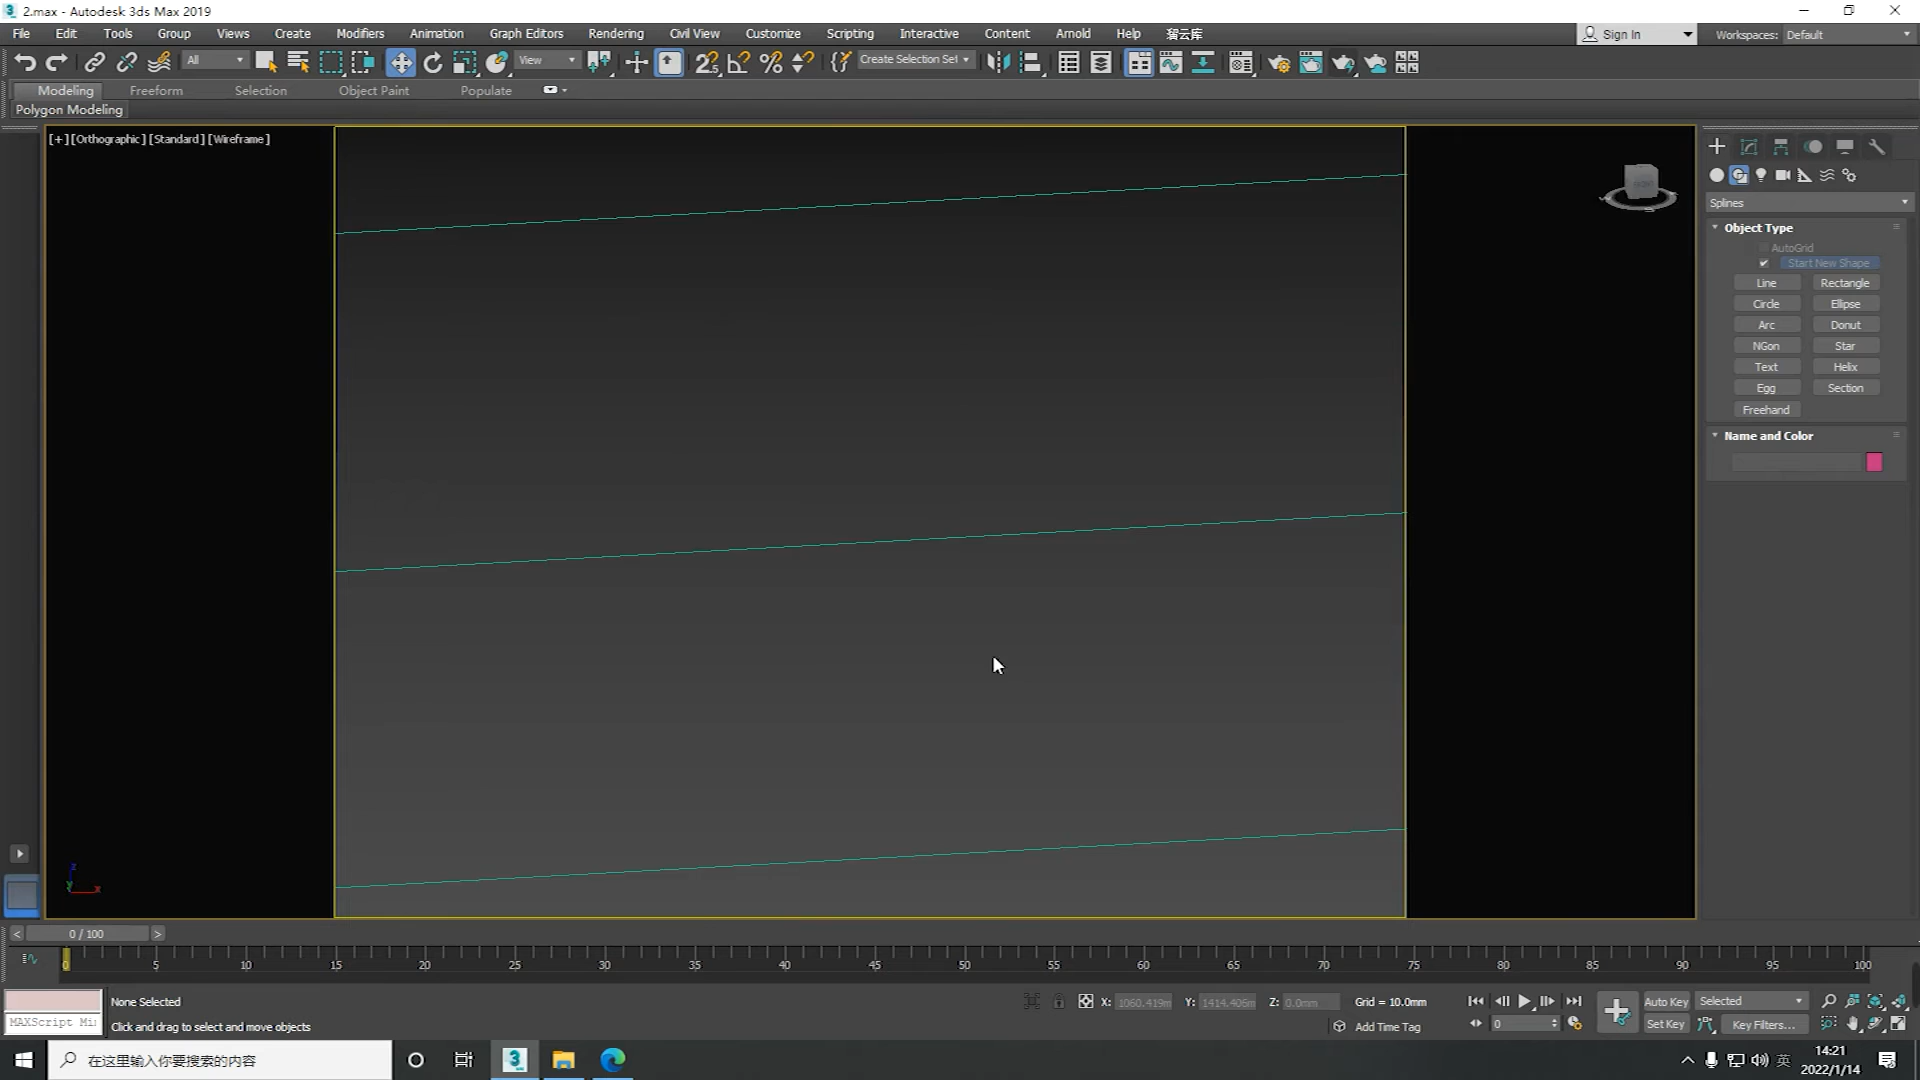 2.max - Autodesk 3ds Max 2019
File Edit Tools Group Views Create Modifiers Animation Graph Editors Rendering Civil View Customize Scripting Interactive Content Arnold Help 翠云库 Sign In Workspaces: Default
All View Create Selection Set
Modeling Freeform Selection Object Paint Populate
Polygon Modeling
[+] [Orthographic] [Standard] [Wireframe]
Splines
Object Type
AutoGrid
Start New Shape
Line Rectangle
Circle Ellipse
Arc Donut
NGon Star
Text Helix
Egg Section
Freehand
Name and Color
z
y x
< 0 / 100 >
0 5 10 15 20 25 30 35 40 45 50 55 60 65 70 75 80 85 90 95 100
None Selected X: 1060.419m Y: 1414.406m Z: 0.0mm Grid = 10.0mm Auto Key Selected
MAXScript Mi Click and drag to select and move objects Add Time Tag 0 Set Key Key Filters...
在这里输入你要搜索的内容 英 14:21
2022/1/14